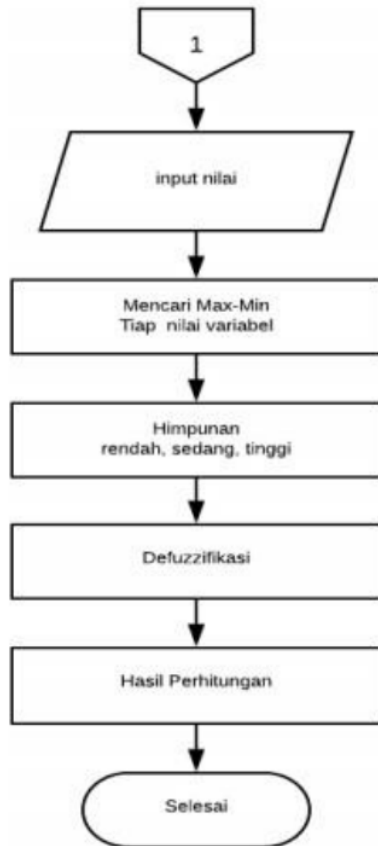 1
input nilai
Mencari Max-Min
Tiap nilai variabel
Himpunan
rendah, sedang, tinggi
Defuzzifikasi
Hasil Perhitungan
Selesai